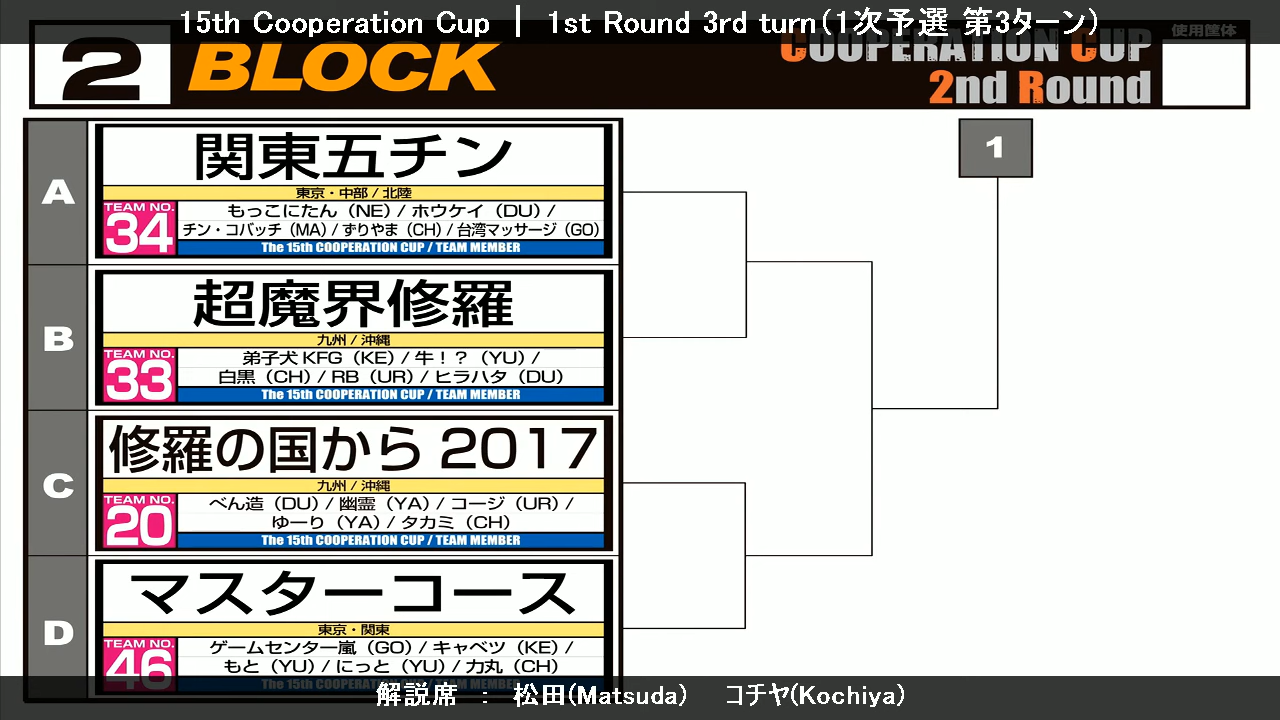 15th Cooperation Cup | 1st Round 3rd turn(1次予選 第3ターン)
2 BLOCK
COOPERATION CUP
2nd Round
使用筐体
1
A
関東五チン
東京・中部 / 北陸
TEAM NO.
34
もっこにたん（NE）/ ホウケイ（DU）/
チン・コバッチ（MA）/ ずりやま（CH）/ 台湾マッサージ（GO）
The 15th COOPERATION CUP / TEAM MEMBER
B
超魔界修羅
九州 / 沖縄
TEAM NO.
33
弟子犬 KFG（KE）/ 牛！？（YU）/
白黒（CH）/ RB（UR）/ ヒラハタ（DU）
The 15th COOPERATION CUP / TEAM MEMBER
C
修羅の国から 2017
九州 / 沖縄
TEAM NO.
20
べん造（DU）/ 幽霊（YA）/ コージ（UR）/
ゆーり（YA）/ タカミ（CH）
The 15th COOPERATION CUP / TEAM MEMBER
D
マスターコース
東京・関東
TEAM NO.
46
ゲームセンター嵐（GO）/ キャベツ（KE）/
もと（YU）/ にっと（YU）/ 力丸（CH）
The 15th COOPERATION CUP / TEAM MEMBER
解説席 ： 松田(Matsuda) コチヤ(Kochiya)